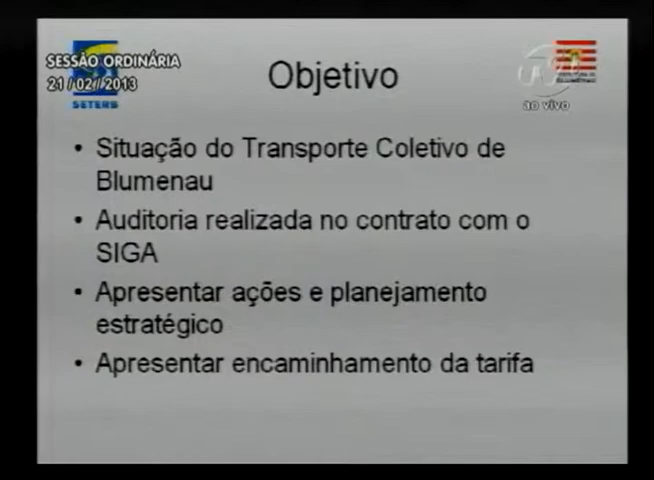 SESSÃO ORDINÁRIA
21/02/2013
SETERB
Objetivo
BLUMENAU
ao vivo
• Situação do Transporte Coletivo de
Blumenau
• Auditoria realizada no contrato com o
SIGA
• Apresentar ações e planejamento
estratégico
• Apresentar encaminhamento da tarifa